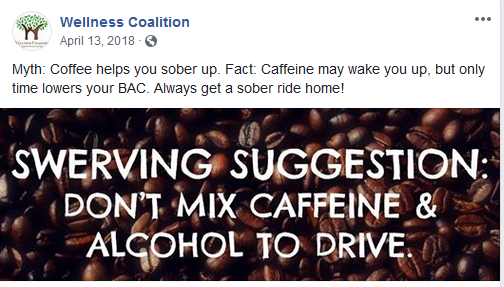 Wellness Coalition
April 13, 2018
Myth: Coffee helps you sober up. Fact: Caffeine may wake you up, but only
time lowers your BAC. Always get a sober ride home!
SWERVING SUGGESTION:
DON'T MIX CAFFEINE &
ALCOHOL TO DRIVE.